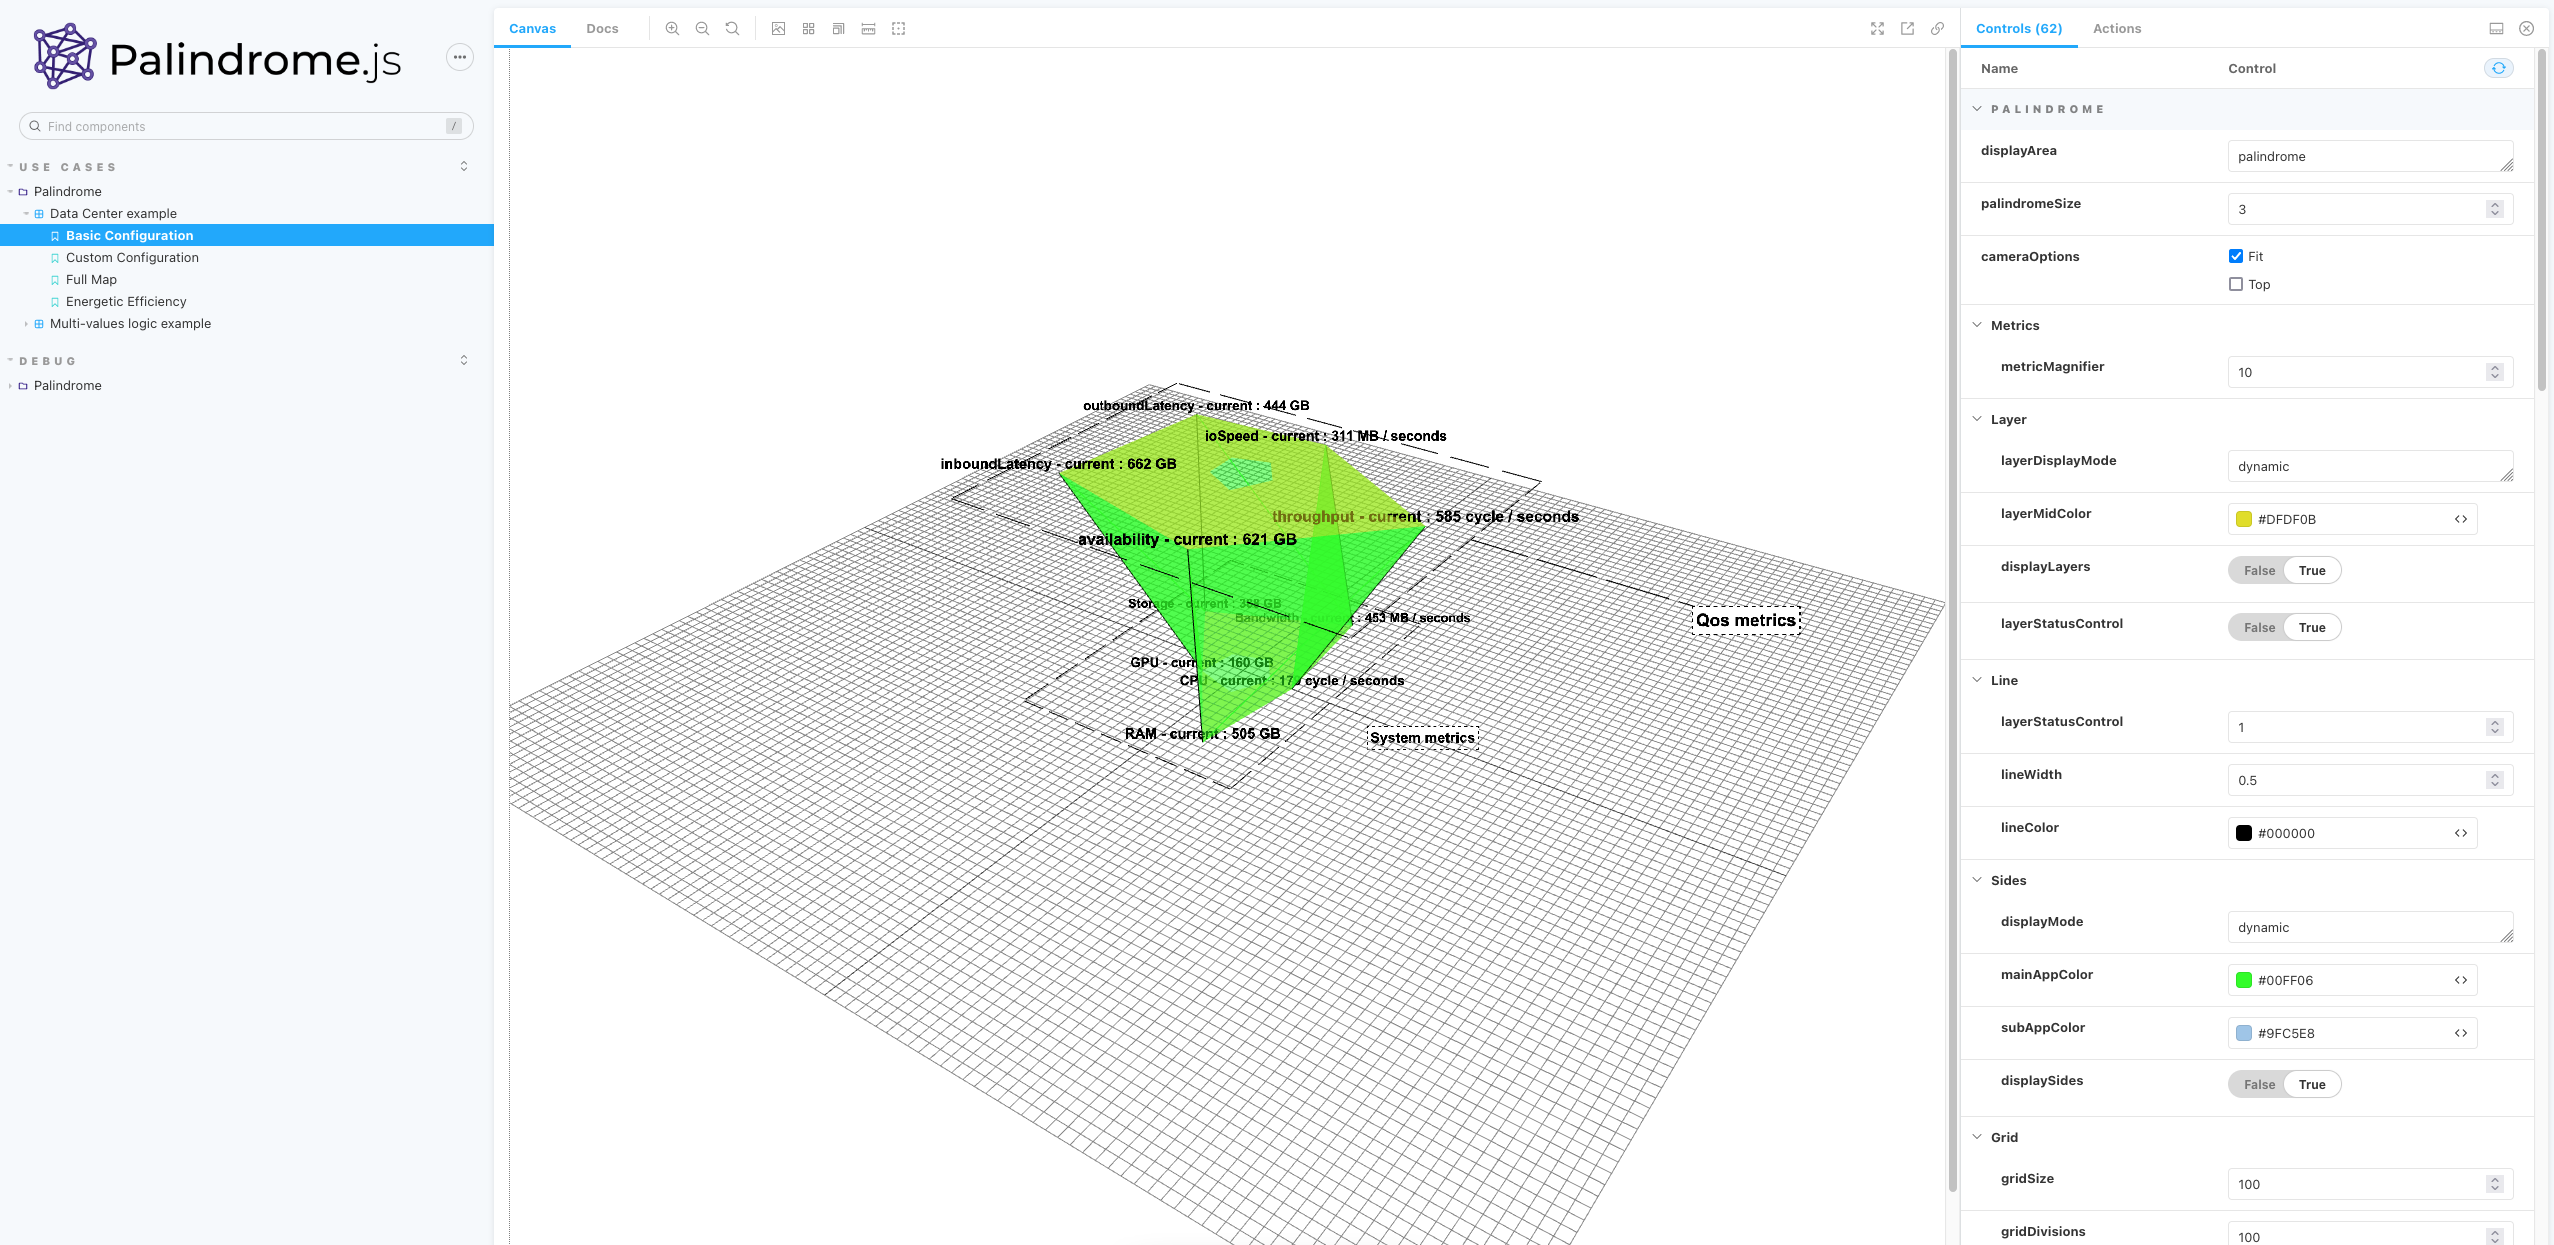 Palindrome.js
Find components
/
USE CASES
Palindrome
Data Center example
Basic Configuration
Custom Configuration
Full Map
Energetic Efficiency
Multi-values logic example
DEBUG
Palindrome
Canvas
Docs
outboundLatency - current : 444 GB
ioSpeed - current : 311 MB / seconds
inboundLatency - current : 662 GB
throughput - current : 585 cycle / seconds
availability - current : 621 GB
Storage - current : GB
Bandwidth - current : 453 MB / seconds
Qos metrics
GPU - current : 160 GB
CPU - current : cycle / seconds
RAM - current : 505 GB
System metrics
Controls (62)
Actions
Name
Control
PALINDROME
displayArea
palindrome
palindromeSize
3
cameraOptions
Fit
Top
Metrics
metricMagnifier
10
Layer
layerDisplayMode
dynamic
layerMidColor
#DFDF0B
displayLayers
False True
layerStatusControl
False True
Line
layerStatusControl
1
lineWidth
0.5
lineColor
#000000
Sides
displayMode
dynamic
mainAppColor
#00FF06
subAppColor
#9FC5E8
displaySides
False True
Grid
gridSize
100
gridDivisions
100